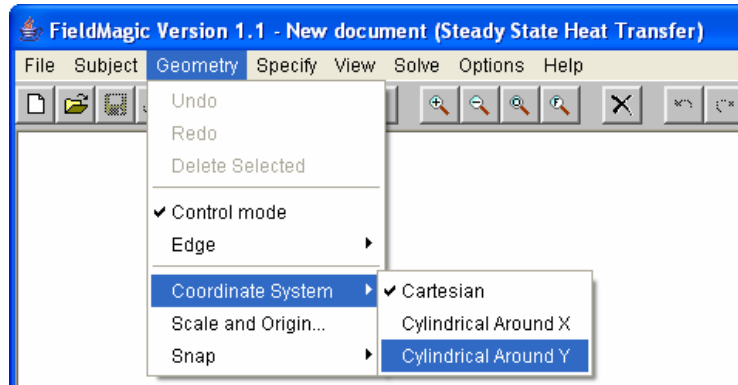 FieldMagic Version 1.1 - New document (Steady State Heat Transfer)
File Subject Geometry Specify View Solve Options Help
Undo
Redo
Delete Selected
Control mode
Edge
Coordinate System
Cartesian
Scale and Origin...
Cylindrical Around X
Snap
Cylindrical Around Y